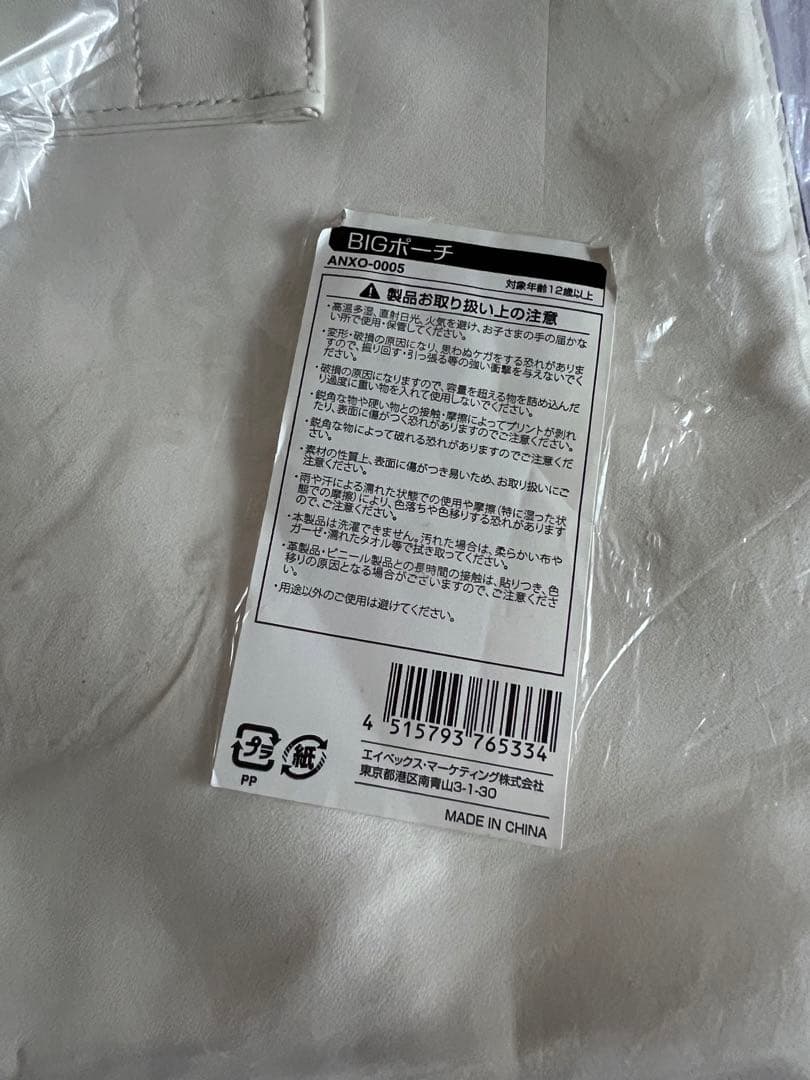 BIGポーチ
ANXO-0005
対象年齢12歳以上
製品お取り扱い上の注意
・高温多湿、直射日光、火気を避け、お子さまの手の届かな
い所で使用・保管してください。
・変形・破損の原因になり、思わぬケガをする恐れがありま
すので、振り回す・引っ張る等の強い衝撃を与えないでく
ださい。
・破損の原因になりますので、容量を超える物を詰め込んだ
り過度に重い物を入れて使用しないでください。
・鋭角な物や硬い物との接触・摩擦によってプリントが剥れ
たり、表面に傷がつく恐れがありますのでご注意ください。
・鋭角な物によって破れる恐れがありますのでご注意くだ
さい。
・素材の性質上、表面に傷がつき易いため、お取り扱いにご
注意ください。
・雨や汗による濡れた状態での使用や摩擦(特に湿った状
態での摩擦)により、色落ちや色移りする恐れがあります
ので、ご注意ください。
・本製品は洗濯できません。汚れた場合は、柔らかい布や
ガーゼ・濡れたタオル等で拭き取ってください。
・革製品・ビニール製品との長時間の接触は、貼りつき、色
移りの原因となる場合がございますので、ご注意くださ
い。
・用途以外のご使用は避けてください。
4 515793 765334
プラ
PP
紙
エイベックス・マーケティング株式会社
東京都港区南青山3-1-30
MADE IN CHINA